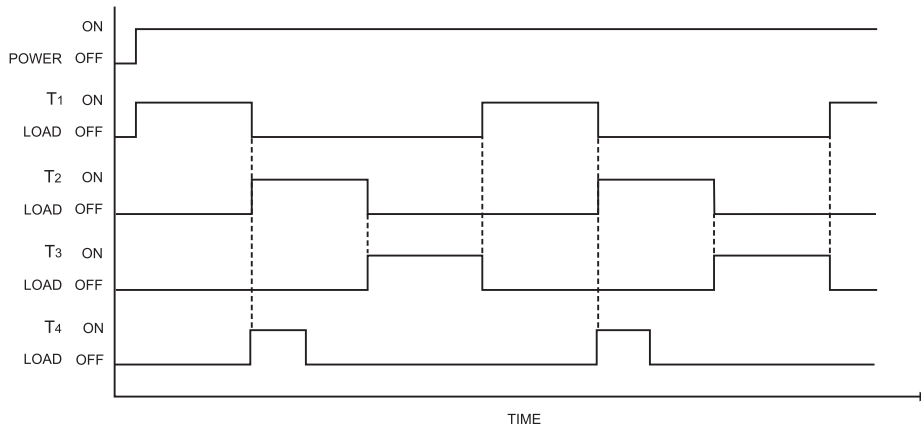 ON
POWER OFF
T1 ON
LOAD OFF
T2 ON
LOAD OFF
T3 ON
LOAD OFF
T4 ON
LOAD OFF
TIME